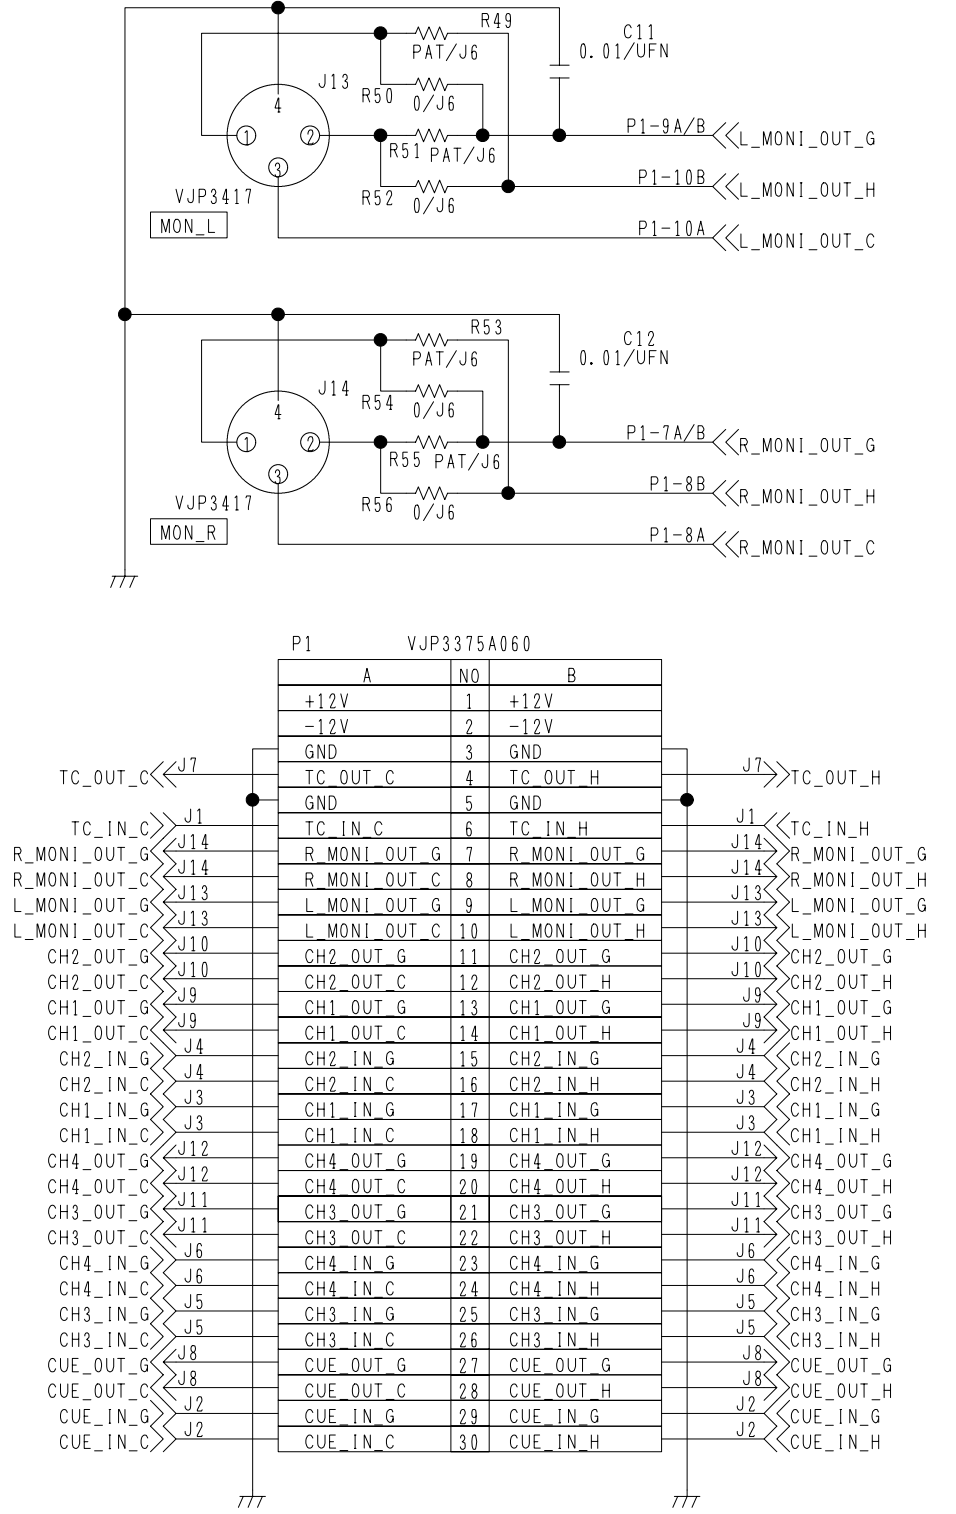 R49
C11
0.01/UFN
PAT/J6
J13
4
R50
0/J6
1
2
R51
PAT/J6
P1-9A/B
L_MONI_OUT_G
3
VJP3417
R52
0/J6
P1-10B
L_MONI_OUT_H
MON_L
P1-10A
L_MONI_OUT_C
R53
C12
0.01/UFN
PAT/J6
J14
4
R54
0/J6
1
2
R55
PAT/J6
P1-7A/B
R_MONI_OUT_G
3
VJP3417
R56
0/J6
P1-8B
R_MONI_OUT_H
MON_R
P1-8A
R_MONI_OUT_C
P1 VJP3375A060
A NO B
+12V 1 +12V
-12V 2 -12V
GND 3 GND
TC_OUT_C J7 TC_OUT_C 4 TC_OUT_H J7 TC_OUT_H
GND 5 GND
TC_IN_C J1 TC_IN_C 6 TC_IN_H J1 TC_IN_H
R_MONI_OUT_G J14 R_MONI_OUT_G 7 R_MONI_OUT_G J14 R_MONI_OUT_G
R_MONI_OUT_C J14 R_MONI_OUT_C 8 R_MONI_OUT_H J14 R_MONI_OUT_H
L_MONI_OUT_G J13 L_MONI_OUT_G 9 L_MONI_OUT_G J13 L_MONI_OUT_G
L_MONI_OUT_C J13 L_MONI_OUT_C 10 L_MONI_OUT_H J13 L_MONI_OUT_H
CH2_OUT_G J10 CH2_OUT_G 11 CH2_OUT_G J10 CH2_OUT_G
CH2_OUT_C J10 CH2_OUT_C 12 CH2_OUT_H J10 CH2_OUT_H
CH1_OUT_G J9 CH1_OUT_G 13 CH1_OUT_G J9 CH1_OUT_G
CH1_OUT_C J9 CH1_OUT_C 14 CH1_OUT_H J9 CH1_OUT_H
CH2_IN_G J4 CH2_IN_G 15 CH2_IN_G J4 CH2_IN_G
CH2_IN_C J4 CH2_IN_C 16 CH2_IN_H J4 CH2_IN_H
CH1_IN_G J3 CH1_IN_G 17 CH1_IN_G J3 CH1_IN_G
CH1_IN_C J3 CH1_IN_C 18 CH1_IN_H J3 CH1_IN_H
CH4_OUT_G J12 CH4_OUT_G 19 CH4_OUT_G J12 CH4_OUT_G
CH4_OUT_C J12 CH4_OUT_C 20 CH4_OUT_H J12 CH4_OUT_H
CH3_OUT_G J11 CH3_OUT_G 21 CH3_OUT_G J11 CH3_OUT_G
CH3_OUT_C J11 CH3_OUT_C 22 CH3_OUT_H J11 CH3_OUT_H
CH4_IN_G J6 CH4_IN_G 23 CH4_IN_G J6 CH4_IN_G
CH4_IN_C J6 CH4_IN_C 24 CH4_IN_H J6 CH4_IN_H
CH3_IN_G J5 CH3_IN_G 25 CH3_IN_G J5 CH3_IN_G
CH3_IN_C J5 CH3_IN_C 26 CH3_IN_H J5 CH3_IN_H
CUE_OUT_G J8 CUE_OUT_G 27 CUE_OUT_G J8 CUE_OUT_G
CUE_OUT_C J8 CUE_OUT_C 28 CUE_OUT_H J8 CUE_OUT_H
CUE_IN_G J2 CUE_IN_G 29 CUE_IN_G J2 CUE_IN_G
CUE_IN_C J2 CUE_IN_C 30 CUE_IN_H J2 CUE_IN_H